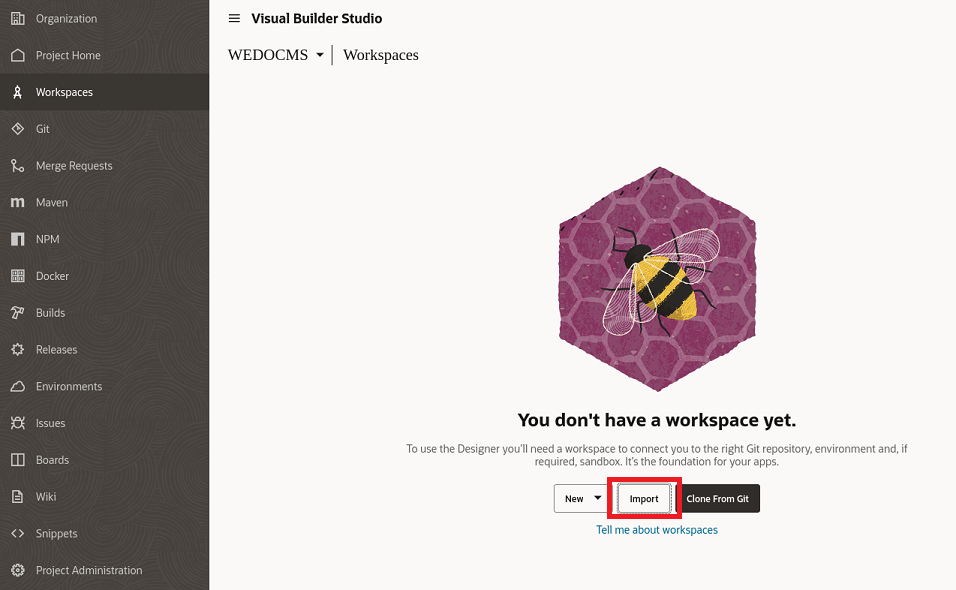 Organization
Project Home
Workspaces
Git
Merge Requests
Maven
NPM
Docker
Builds
Releases
Environments
Issues
Boards
Wiki
Snippets
Project Administration
Visual Builder Studio
WEDOCMS
Workspaces
You don't have a workspace yet.
To use the Designer you'll need a workspace to connect you to the right Git repository, environment and, if
required, sandbox. It's the foundation for your apps.
New
Import
Clone From Git
Tell me about workspaces